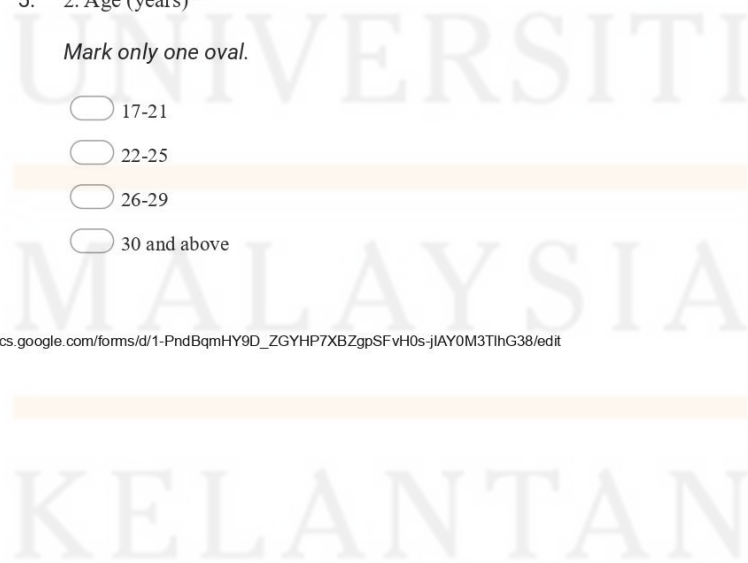 2. Age (years)
Mark only one oval.
17-21
22-25
26-29
30 and above
cs.google.com/forms/d/1-PndBqmHY9D_ZGYHP7XBZgpSFvH0s-jIAY0M3TlhG38/edit
UNIVERSITI
MALAYSIA
KELANTAN